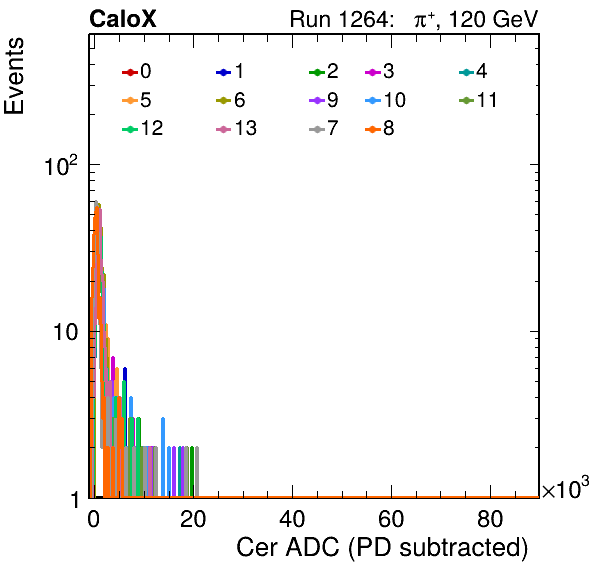 CaloX Run 1264: π⁺, 120 GeV
Events
0 1 2 3 4
5 6 9 10 11
12 13 7 8
10²
10
1
0 20 40 60 80 ×10³
Cer ADC (PD subtracted)